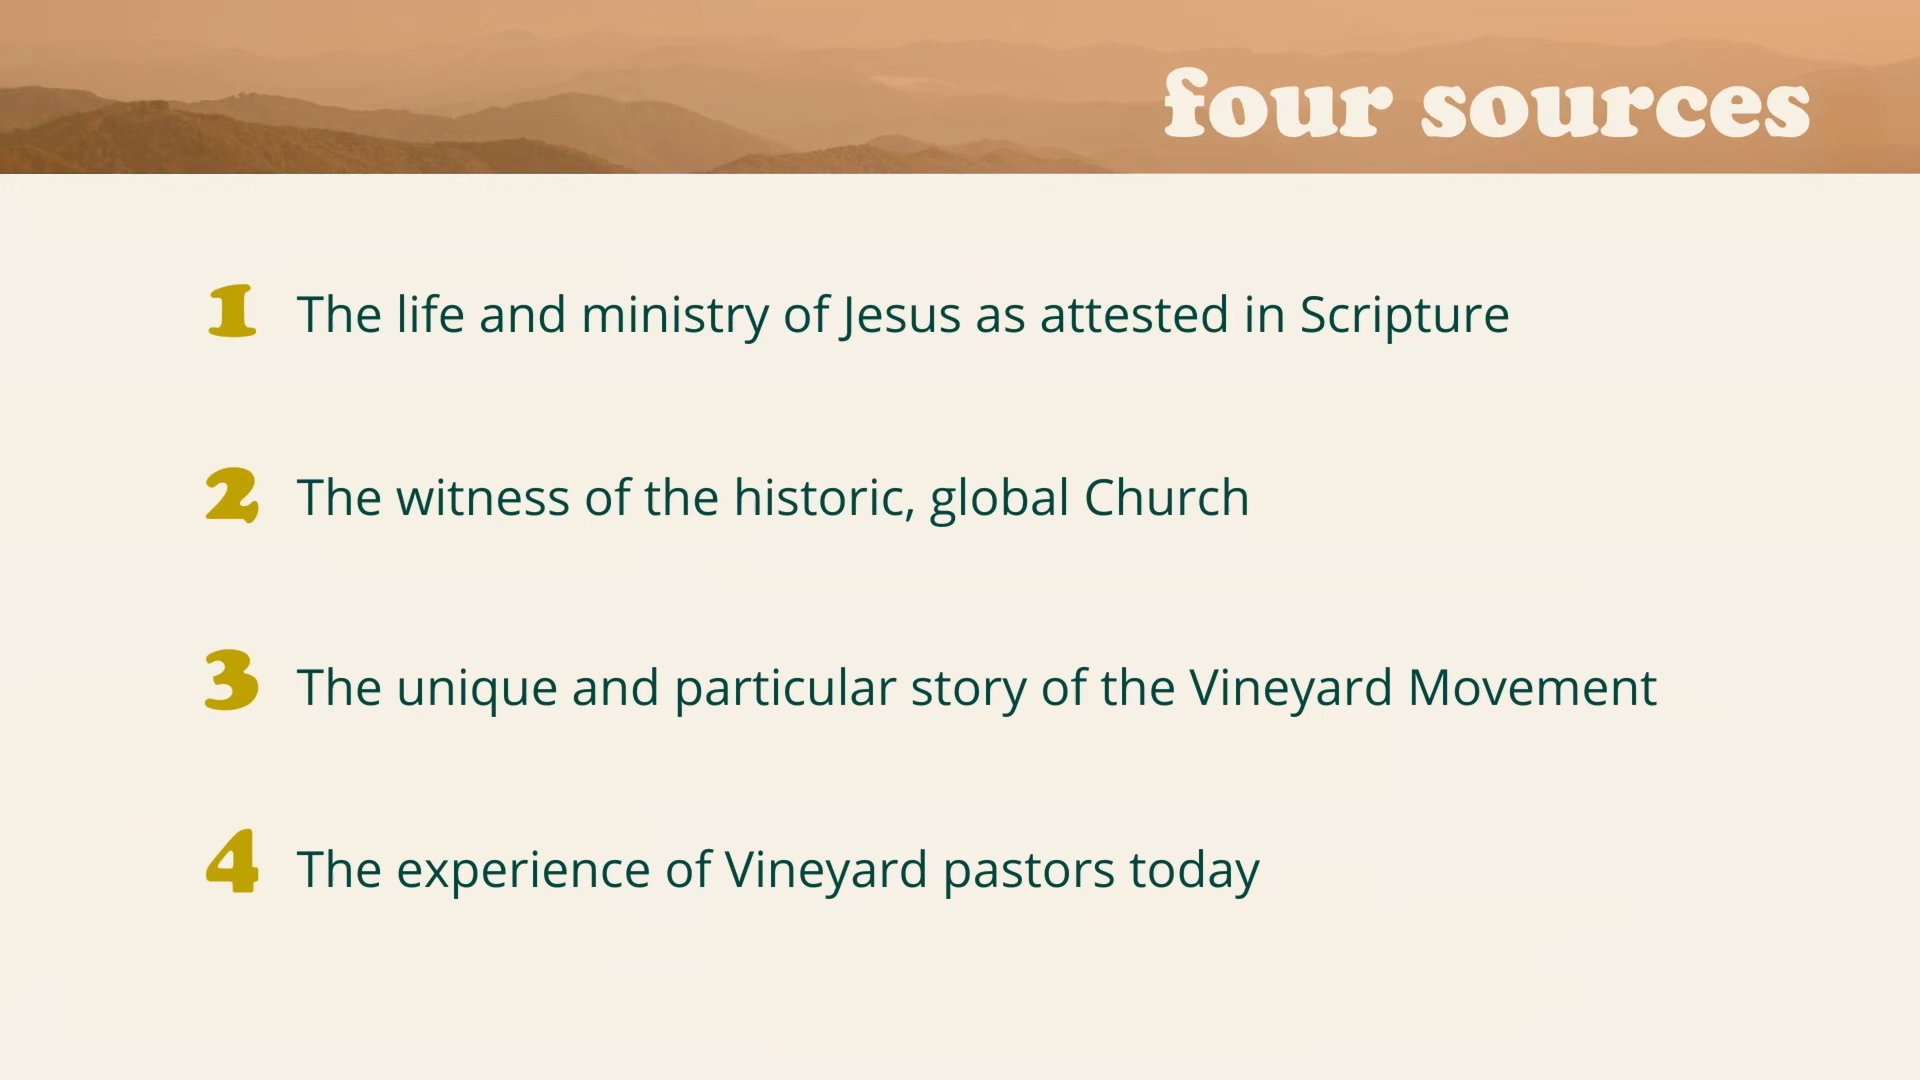 four sources
1 The life and ministry of Jesus as attested in Scripture
2 The witness of the historic, global Church
3 The unique and particular story of the Vineyard Movement
4 The experience of Vineyard pastors today